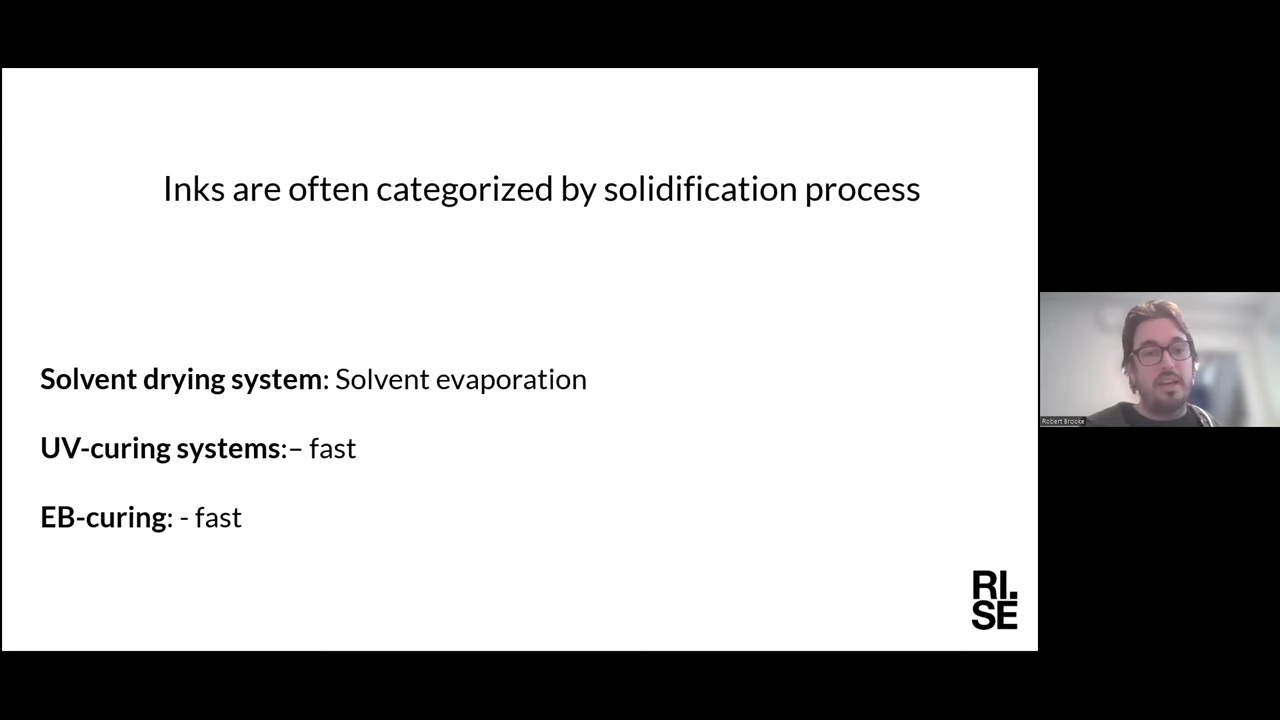 Inks are often categorized by solidification process
Solvent drying system: Solvent evaporation
UV-curing systems:– fast
EB-curing: - fast
RI.
SE
Robert Brooke